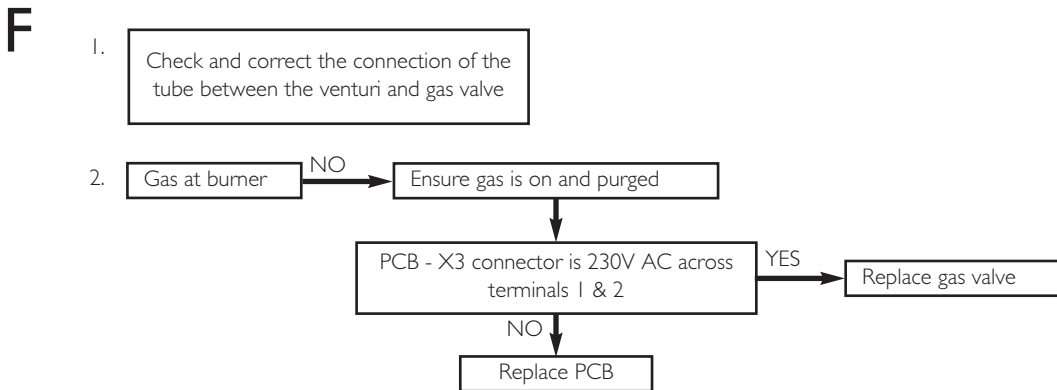 F
1.
Check and correct the connection of the
tube between the venturi and gas valve
2.
Gas at burner
NO
Ensure gas is on and purged
PCB - X3 connector is 230V AC across
terminals 1 & 2
YES
Replace gas valve
NO
Replace PCB